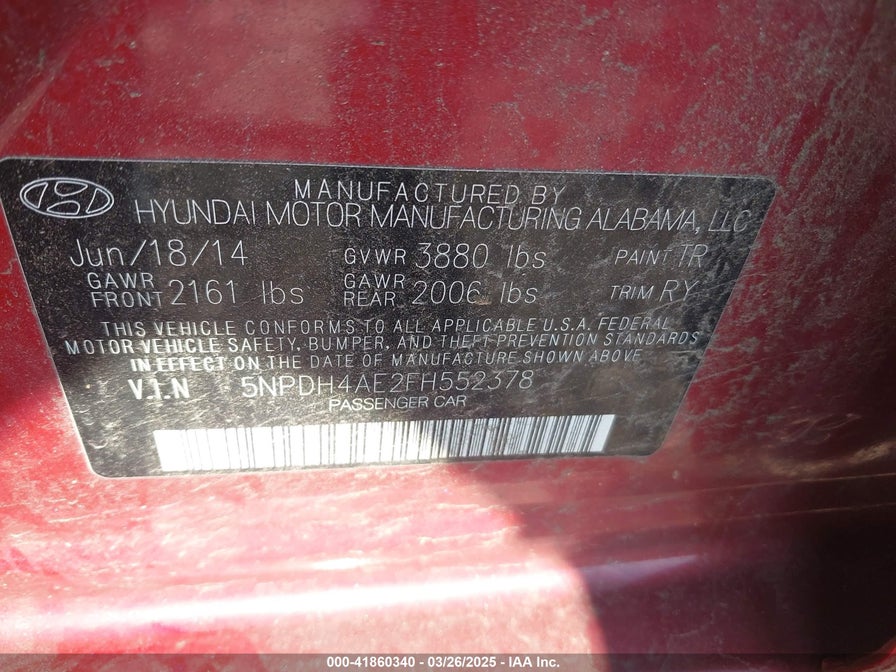 MANUFACTURED BY
HYUNDAI MOTOR MANUFACTURING ALABAMA, LLC
Jun/18/14 GVWR 3880 lbs PAINT TR
GAWR FRONT 2161 lbs GAWR REAR 2006 lbs TRIM RY
THIS VEHICLE CONFORMS TO ALL APPLICABLE U.S.A. FEDERAL
MOTOR VEHICLE SAFETY, BUMPER, AND THEFT PREVENTION STANDARDS
IN EFFECT ON THE DATE OF MANUFACTURE SHOWN ABOVE
V.I.N 5NPDH4AE2FH552378
PASSENGER CAR
000-41860340 - 03/26/2025 - IAA Inc.